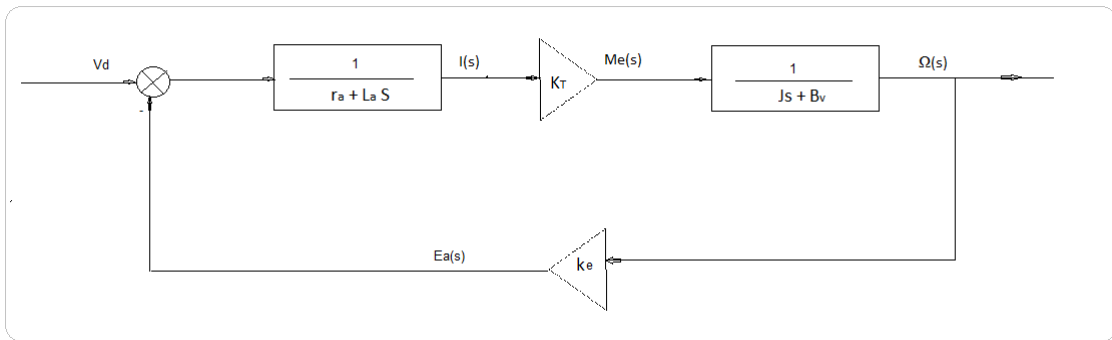 Vd
1
ra + La S
I(s)
KT
Me(s)
1
Js + Bv
Ω(s)
-
Ea(s)
ke